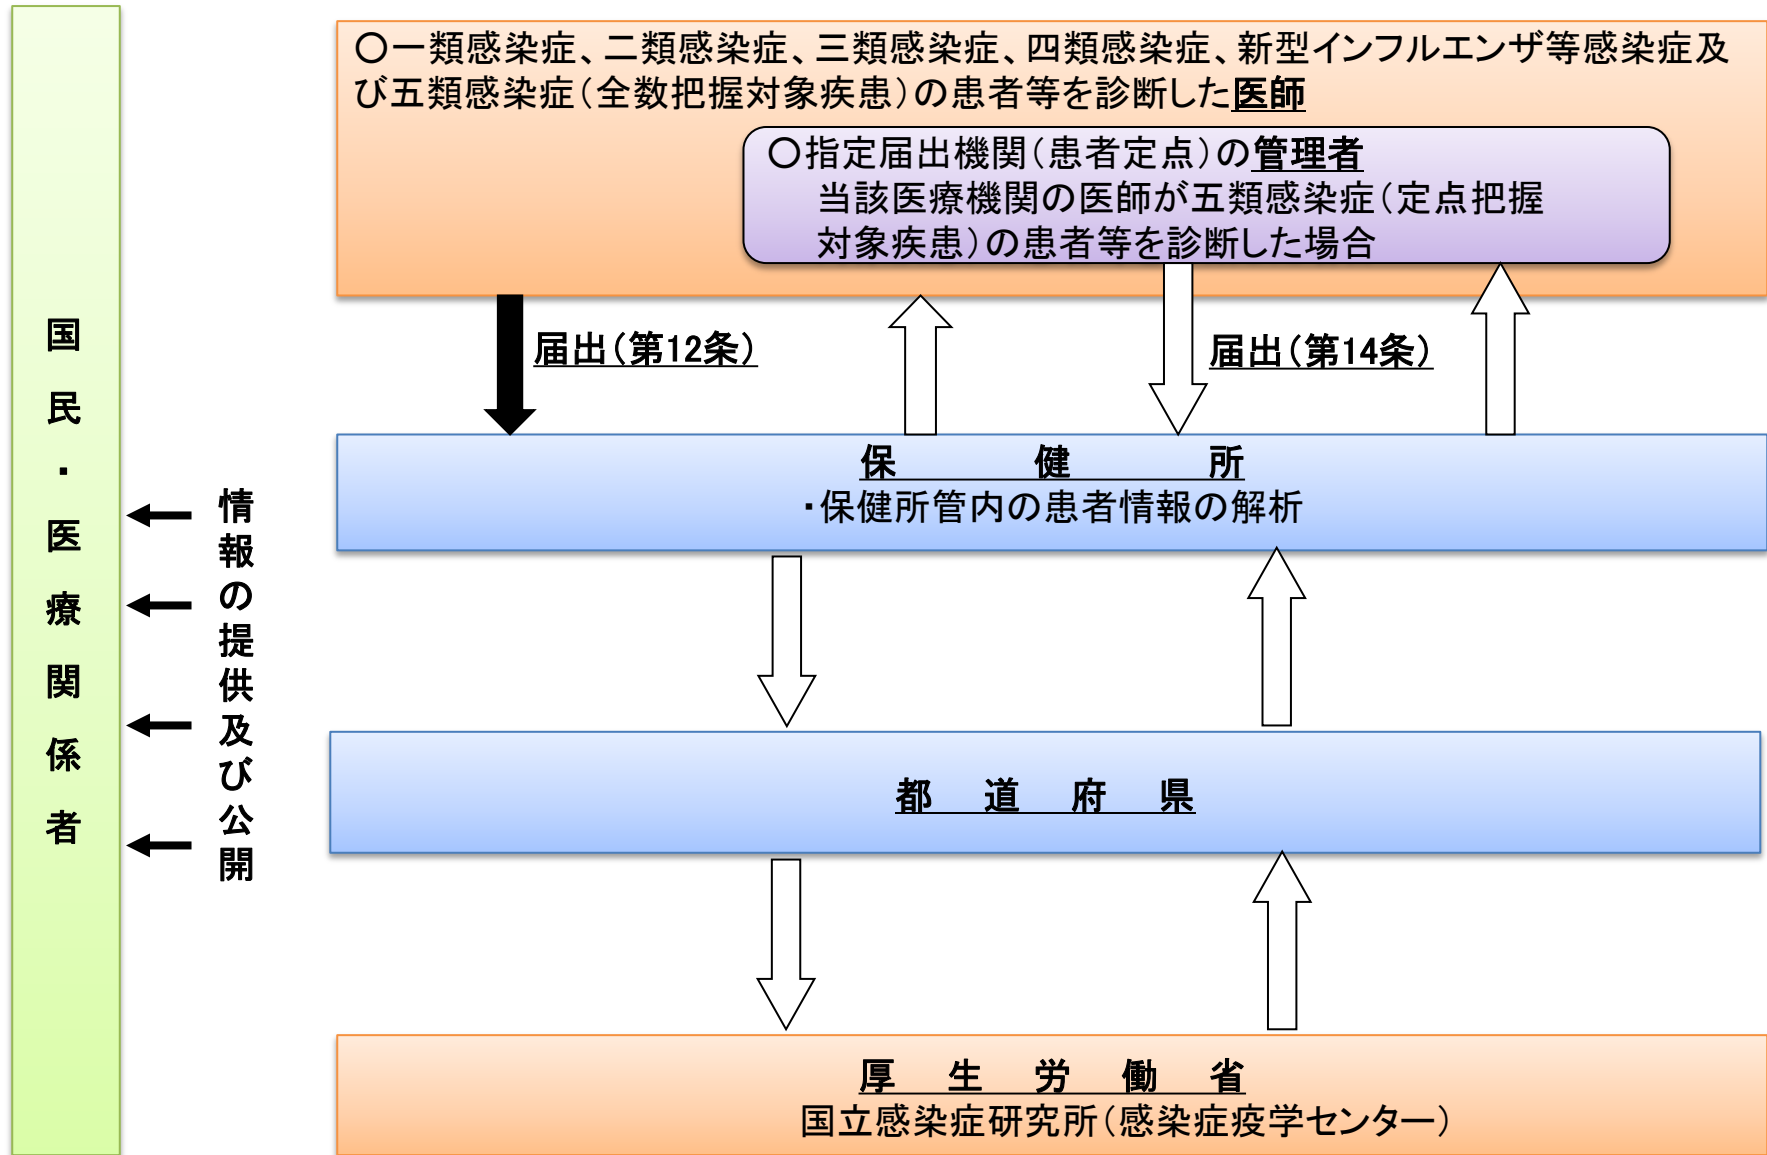 〇一類感染症、二類感染症、三類感染症、四類感染症、新型インフルエンザ等感染症及
び五類感染症（全数把握対象疾患）の患者等を診断した医師
〇指定届出機関（患者定点）の管理者
当該医療機関の医師が五類感染症（定点把握
対象疾患）の患者等を診断した場合
届出（第12条）
届出（第14条）
保健所
・保健所管内の患者情報の解析
都道府県
厚生労働省
国立感染症研究所（感染症疫学センター）
情報の提供及び公開
国民・医療関係者